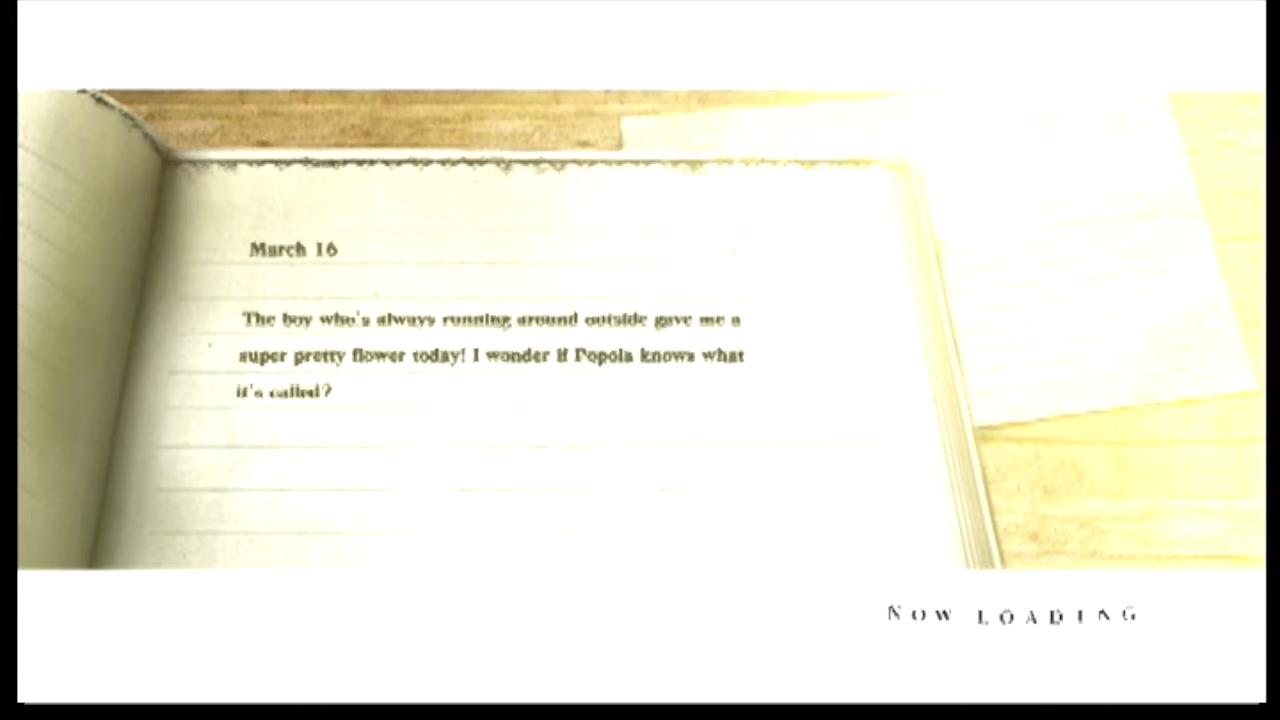 March 16
The boy who's always running around outside gave me a
super pretty flower today! I wonder if Popola knows what
it's called?
NOW LOADING